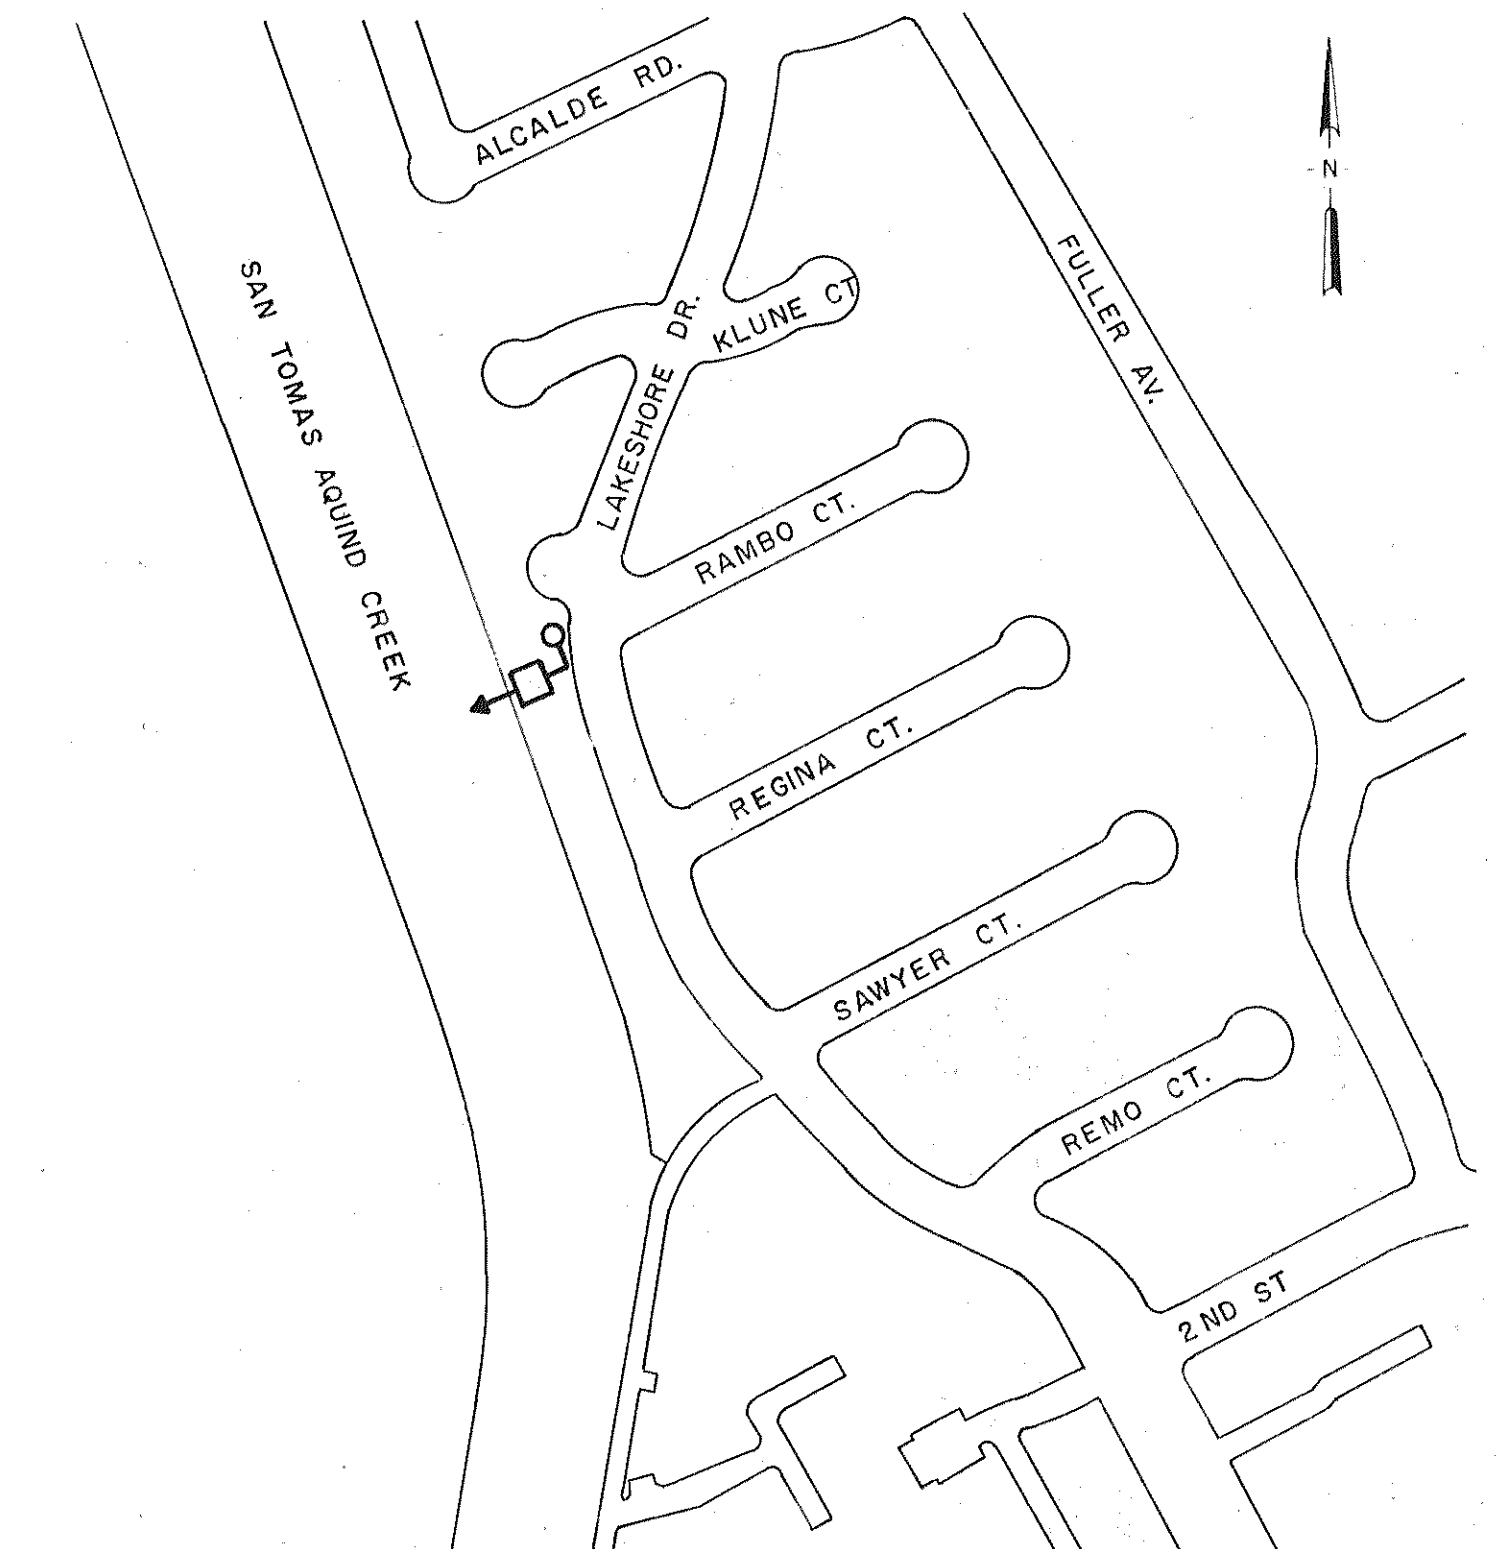 ALCALDE RD.
N
SAN TOMAS AQUIND CREEK
FULLER AV.
LAKESHORE DR.
KLUNE CT
RAMBO CT.
REGINA CT.
SAWYER CT.
REMO CT.
2ND ST